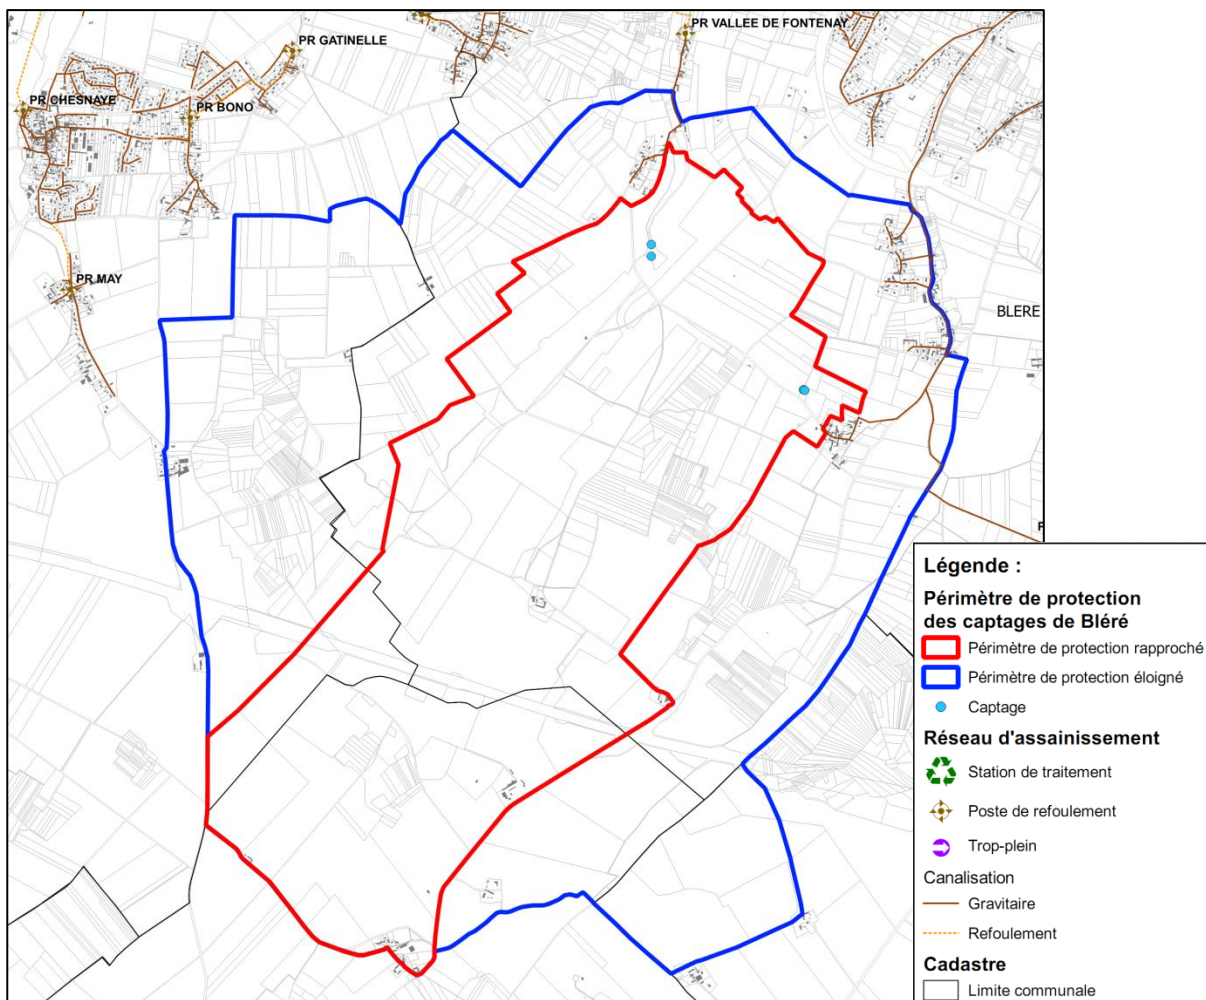 PR VALLEE DE FONTENAY
PR GATINELLE
PR CHESNAYE
PR BONO
PR MAY
BLERE
Légende :
Périmètre de protection
des captages de Bléré
Périmètre de protection rapproché
Périmètre de protection éloigné
Captage
Réseau d'assainissement
Station de traitement
Poste de refoulement
Trop-plein
Canalisation
Gravitaire
Refoulement
Cadastre
Limite communale